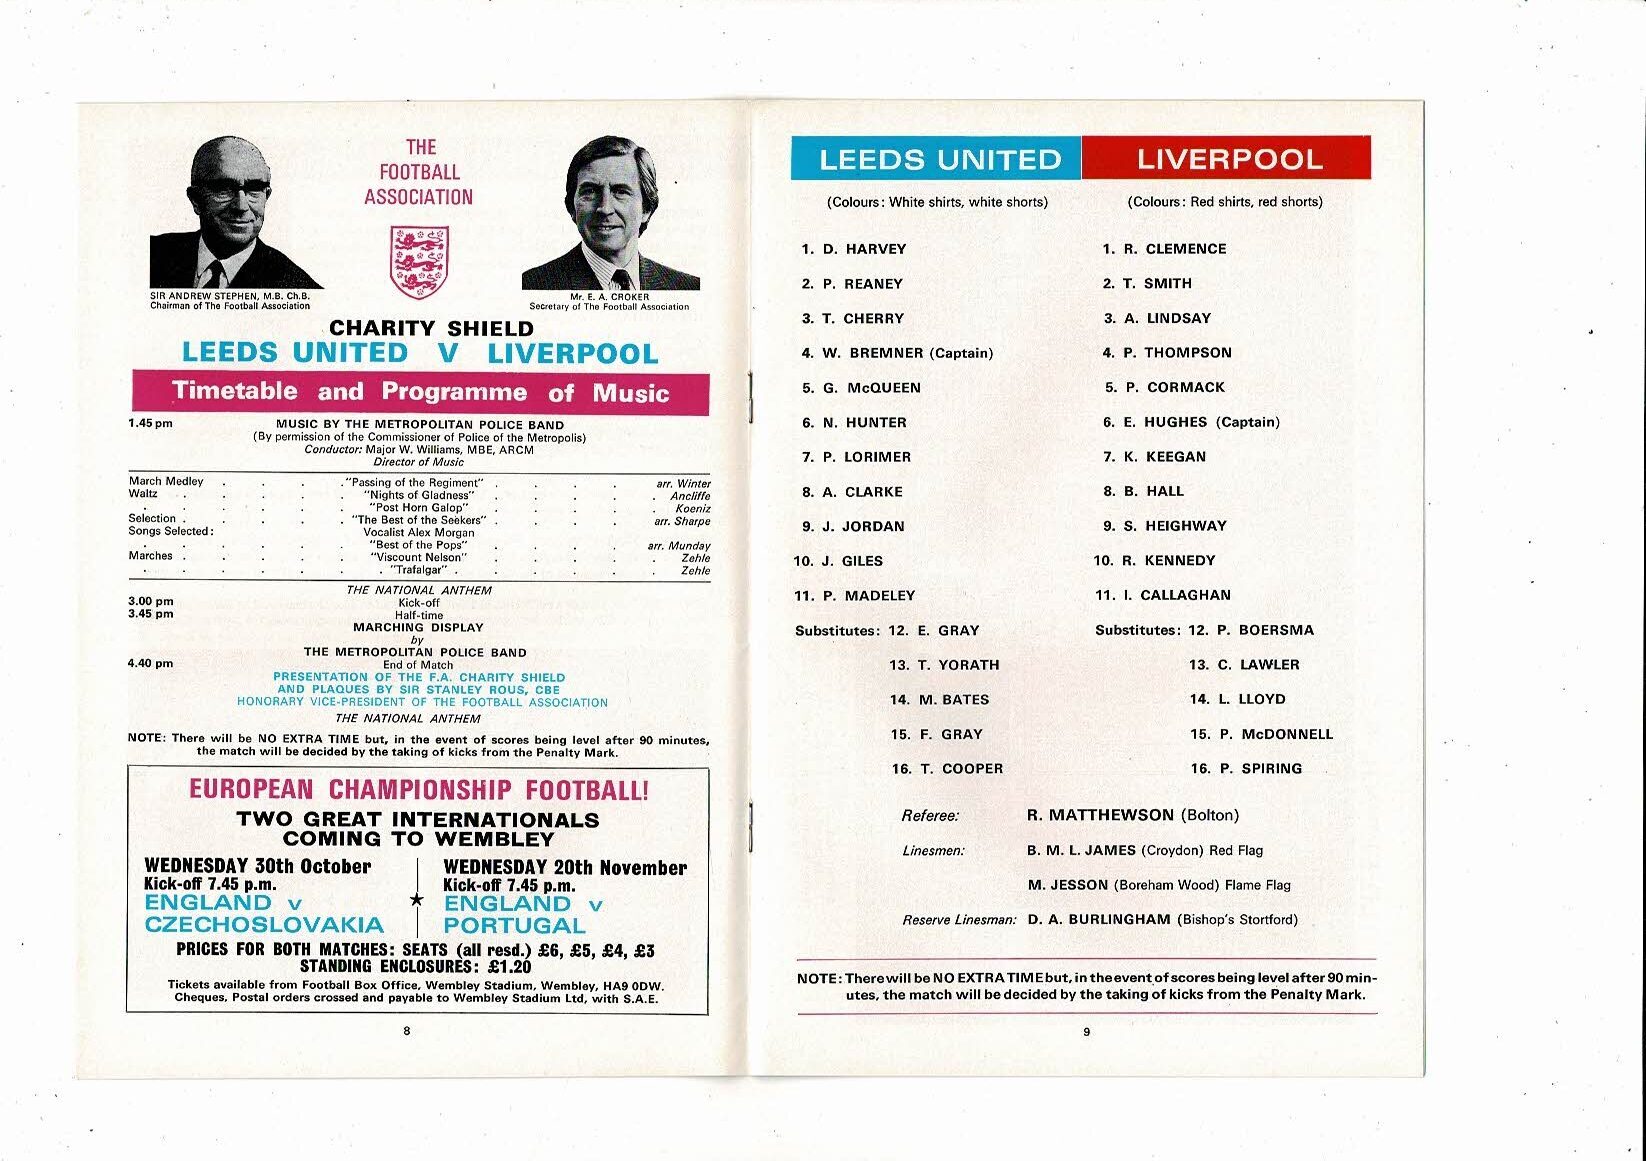 THE
FOOTBALL
ASSOCIATION
SIR ANDREW STEPHEN, M.B. Ch.B.
Chairman of The Football Association
Mr. E. A. CROKER
Secretary of The Football Association
CHARITY SHIELD
LEEDS UNITED V LIVERPOOL
Timetable and Programme of Music
1.45 pm MUSIC BY THE METROPOLITAN POLICE BAND
(By permission of the Commissioner of Police of the Metropolis)
Conductor: Major W. Williams, MBE, ARCM
Director of Music
March Medley . . . . "Passing of the Regiment" . . . . arr. Winter
Waltz . . . . . "Nights of Gladness" . . . . . Ancliffe
. . . . . "Post Horn Galop" . . . . . Koeniz
Selection . . . . . "The Best of the Seekers" . . . . arr. Sharpe
Songs Selected: Vocalist Alex Morgan
. . . . . "Best of the Pops" . . . . arr. Munday
Marches . . . . . "Viscount Nelson" . . . . . Zehle
. . . . . . "Trafalgar" . . . . . . Zehle
THE NATIONAL ANTHEM
3.00 pm Kick-off
3.45 pm Half-time
MARCHING DISPLAY
by
THE METROPOLITAN POLICE BAND
4.40 pm End of Match
PRESENTATION OF THE F.A. CHARITY SHIELD
AND PLAQUES BY SIR STANLEY ROUS, CBE
HONORARY VICE-PRESIDENT OF THE FOOTBALL ASSOCIATION
THE NATIONAL ANTHEM
NOTE: There will be NO EXTRA TIME but, in the event of scores being level after 90 minutes,
the match will be decided by the taking of kicks from the Penalty Mark.
EUROPEAN CHAMPIONSHIP FOOTBALL!
TWO GREAT INTERNATIONALS
COMING TO WEMBLEY
WEDNESDAY 30th October
Kick-off 7.45 p.m.
ENGLAND v
CZECHOSLOVAKIA
WEDNESDAY 20th November
Kick-off 7.45 p.m.
ENGLAND v
PORTUGAL
PRICES FOR BOTH MATCHES: SEATS (all resd.) £6, £5, £4, £3
STANDING ENCLOSURES: £1.20
Tickets available from Football Box Office, Wembley Stadium, Wembley, HA9 0DW.
Cheques, Postal orders crossed and payable to Wembley Stadium Ltd, with S.A.E.
8
LEEDS UNITED
(Colours: White shirts, white shorts)
1. D. HARVEY
2. P. REANEY
3. T. CHERRY
4. W. BREMNER (Captain)
5. G. McQUEEN
6. N. HUNTER
7. P. LORIMER
8. A. CLARKE
9. J. JORDAN
10. J. GILES
11. P. MADELEY
Substitutes: 12. E. GRAY
13. T. YORATH
14. M. BATES
15. F. GRAY
16. T. COOPER
LIVERPOOL
(Colours: Red shirts, red shorts)
1. R. CLEMENCE
2. T. SMITH
3. A. LINDSAY
4. P. THOMPSON
5. P. CORMACK
6. E. HUGHES (Captain)
7. K. KEEGAN
8. B. HALL
9. S. HEIGHWAY
10. R. KENNEDY
11. I. CALLAGHAN
Substitutes: 12. P. BOERSMA
13. C. LAWLER
14. L. LLOYD
15. P. McDONNELL
16. P. SPIRING
Referee: R. MATTHEWSON (Bolton)
Linesmen: B. M. L. JAMES (Croydon) Red Flag
M. JESSON (Boreham Wood) Flame Flag
Reserve Linesman: D. A. BURLINGHAM (Bishop's Stortford)
NOTE: There will be NO EXTRA TIME but, in the event of scores being level after 90 min-
utes, the match will be decided by the taking of kicks from the Penalty Mark.
9